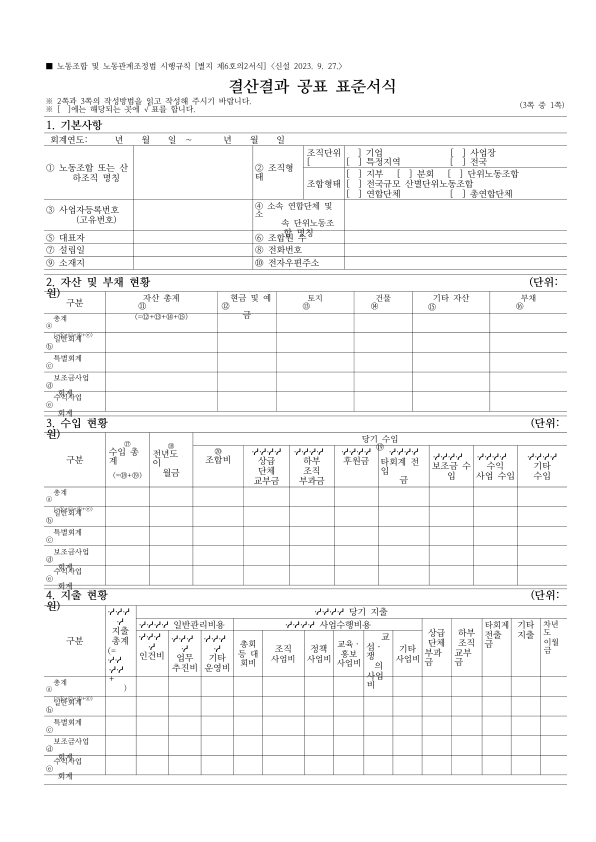 ■ 노동조합 및 노동관계조정법 시행규칙 [별지 제6호의2서식] <신설 2023. 9. 27.>
결산결과 공표 표준서식
※ 2쪽과 3쪽의 작성방법을 읽고 작성해 주시기 바랍니다.
※ [ ]에는 해당되는 곳에 √표를 합니다.
(3쪽 중 1쪽)
1. 기본사항
회계연도: 년 월 일 ~ 년 월 일
① 노동조합 또는 산
하조직 명칭
② 조직형
태
조직단위
[ ] 기업 [ ] 사업장
[ [ ] 특정지역 [ ] 전국
조합형태
[ ] 지부 [ ] 분회 [ ] 단위노동조합
[ ] 전국규모 산별단위노동조합
[ ] 연합단체 [ ] 총연합단체
③ 사업자등록번호
(고유번호)
④ 소속 연합단체 및
소
속 단위노동조
합 명칭
⑤ 대표자
⑥ 조합원 수
⑦ 설립일
⑧ 전화번호
⑨ 소재지
⑩ 전자우편주소
2. 자산 및 부채 현황 (단위:
원)
구분
자산 총계
⑪
(=⑫+⑬+⑭+⑮)
현금 및 예
⑫
금
토지
⑬
건물
⑭
기타 자산
⑮
부채
⑯
총계
ⓐ
일반회계
ⓑ
특별회계
ⓒ
보조금사업
ⓓ
회계
수익사업
ⓔ
회계
3. 수입 현황 (단위:
원)
구분
⑰
수입 총
계
(=⑱+⑲)
⑱
전년도
이
월금
당기 수입
⑲
⑳
조합비
상급
단체
교부금
하부
조직
부과금
후원금
타회계 전
입
금
보조금 수
입
수익
사업 수입
기타
수입
총계
ⓐ
일반회계
ⓑ
특별회계
ⓒ
보조금사업
ⓓ
회계
수익사업
ⓔ
회계
4. 지출 현황 (단위:
원)
구분
지출
총계
(=
+
)
당기 지출
일반관리비용
사업수행비용
인건비
업무
추진비
기타
운영비
총회
등 대
회비
조직
사업비
정책
사업비
교육·
홍보
사업비
교
섭·
쟁
의
사업
비
기타
사업비
상급
단체
부과
금
하부
조직
교부
금
타회계
전출
금
기타
지출
차년
도
이월
금
총계
ⓐ
일반회계
ⓑ
특별회계
ⓒ
보조금사업
ⓓ
회계
수익사업
ⓔ
회계